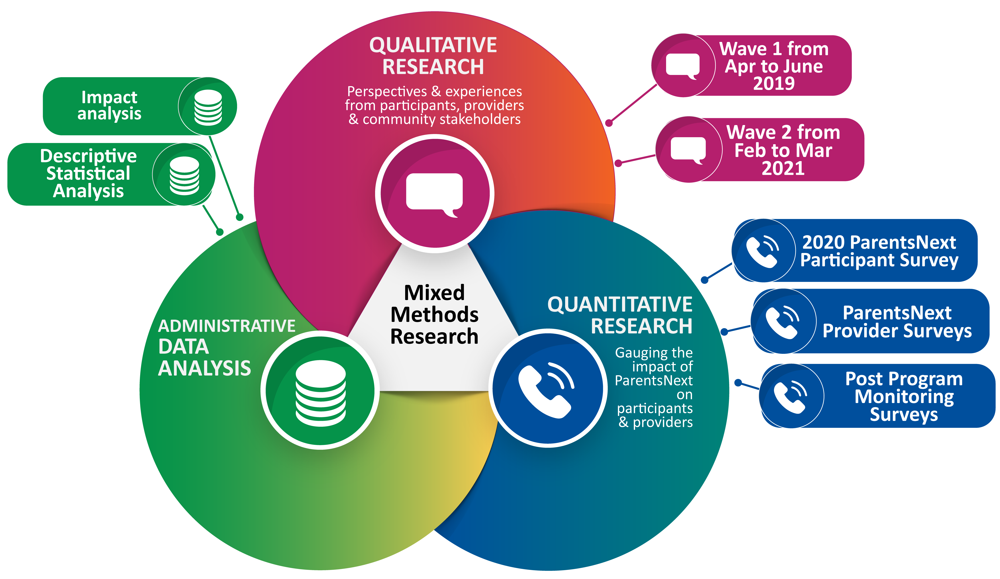 QUALITATIVE
RESEARCH
Perspectives & experiences
from participants, providers
& community stakeholders
Wave 1 from
Apr to June
2019
Wave 2 from
Feb to Mar
2021
Impact
analysis
Descriptive
Statistical
Analysis
Mixed
Methods
Research
ADMINISTRATIVE
DATA
ANALYSIS
QUANTITATIVE
RESEARCH
Gauging the
impact of
ParentsNext
on
participants
& providers
2020 ParentsNext
Participant Survey
ParentsNext
Provider Surveys
Post Program
Monitoring
Surveys